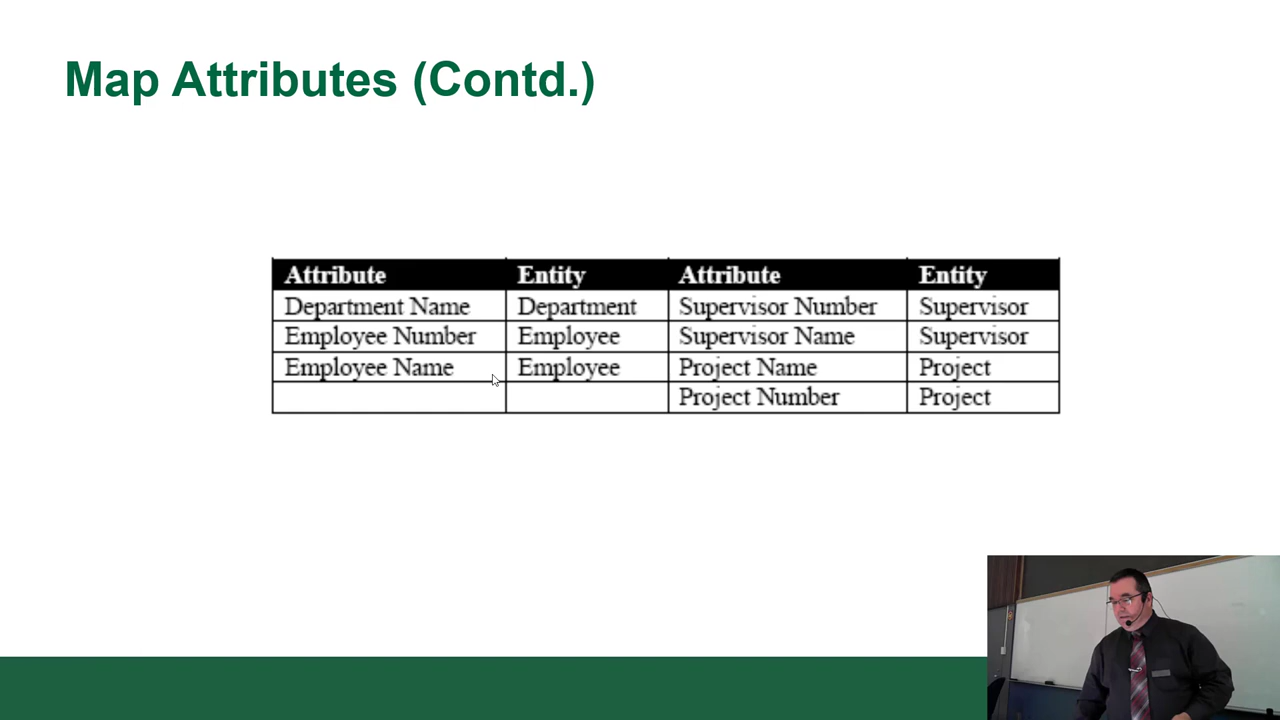 Map Attributes (Contd.)
Attribute Entity Attribute Entity
Department Name Department Supervisor Number Supervisor
Employee Number Employee Supervisor Name Supervisor
Employee Name Employee Project Name Project
Project Number Project